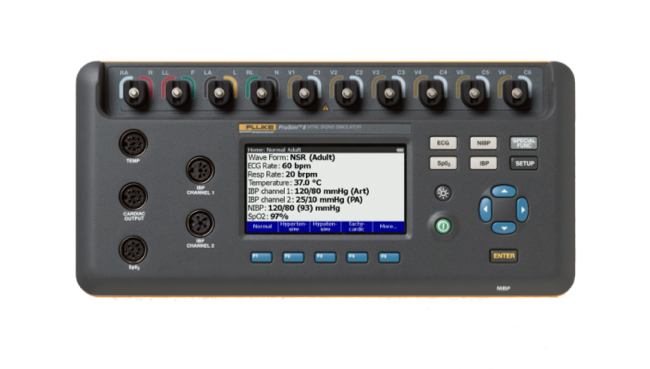 RA R LL F LA L RL N V1 C1 V2 C2 V3 C3 V4 C4 V5 C5 V6 C6
FLUKE ProSim™ 8 VITAL SIGNS SIMULATOR
TEMP
CARDIAC
OUTPUT
SpO₂
IBP
CHANNEL 1
IBP
CHANNEL 2
Home: Normal Adult
Wave Form: NSR (Adult)
ECG Rate: 60 bpm
Resp Rate: 20 brpm
Temperature: 37.0 °C
IBP channel 1: 120/80 mmHg (Art)
IBP channel 2: 25/10 mmHg (PA)
NIBP: 120/80 (93) mmHg
SpO2: 97%
Normal Hyperten- Hypoten- Tachy- More...
sive sive cardic
F1 F2 F3 F4 F5
ECG NIBP SPECIAL
FUNC
SpO₂ IBP SETUP
ENTER
NIBP